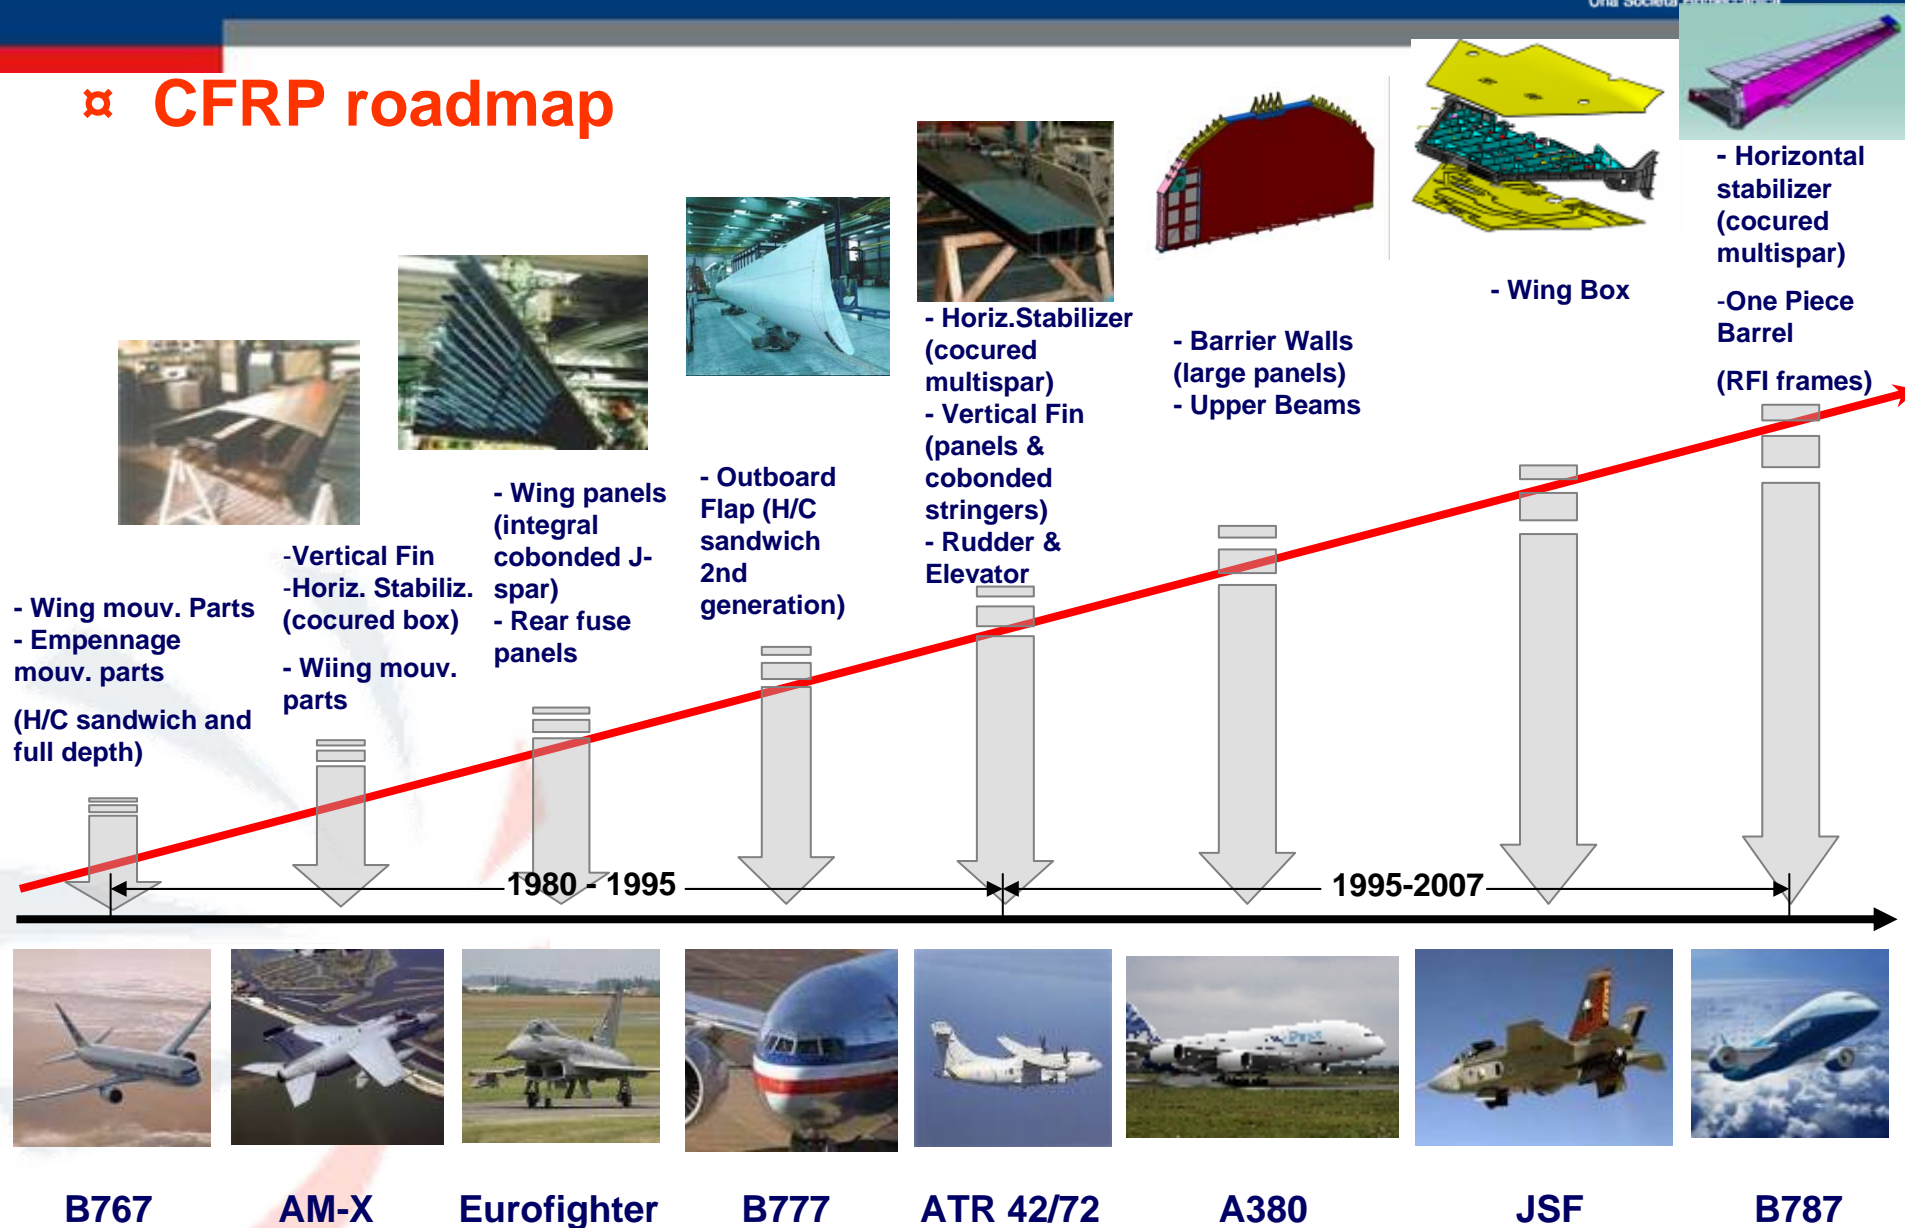 Una Società Finmeccanica
¤ CFRP roadmap
- Wing mouv. Parts
- Empennage
mouv. parts
(H/C sandwich and
full depth)
-Vertical Fin
-Horiz. Stabiliz.
(cocured box)
- Wiing mouv.
parts
- Wing panels
(integral
cobonded J-
spar)
- Rear fuse
panels
- Outboard
Flap (H/C
sandwich
2nd
generation)
- Horiz.Stabilizer
(cocured
multispar)
- Vertical Fin
(panels &
cobonded
stringers)
- Rudder &
Elevator
- Barrier Walls
(large panels)
- Upper Beams
- Wing Box
- Horizontal
stabilizer
(cocured
multispar)
-One Piece
Barrel
(RFI frames)
1980 - 1995
1995-2007
B767
AM-X
Eurofighter
B777
ATR 42/72
A380
JSF
B787